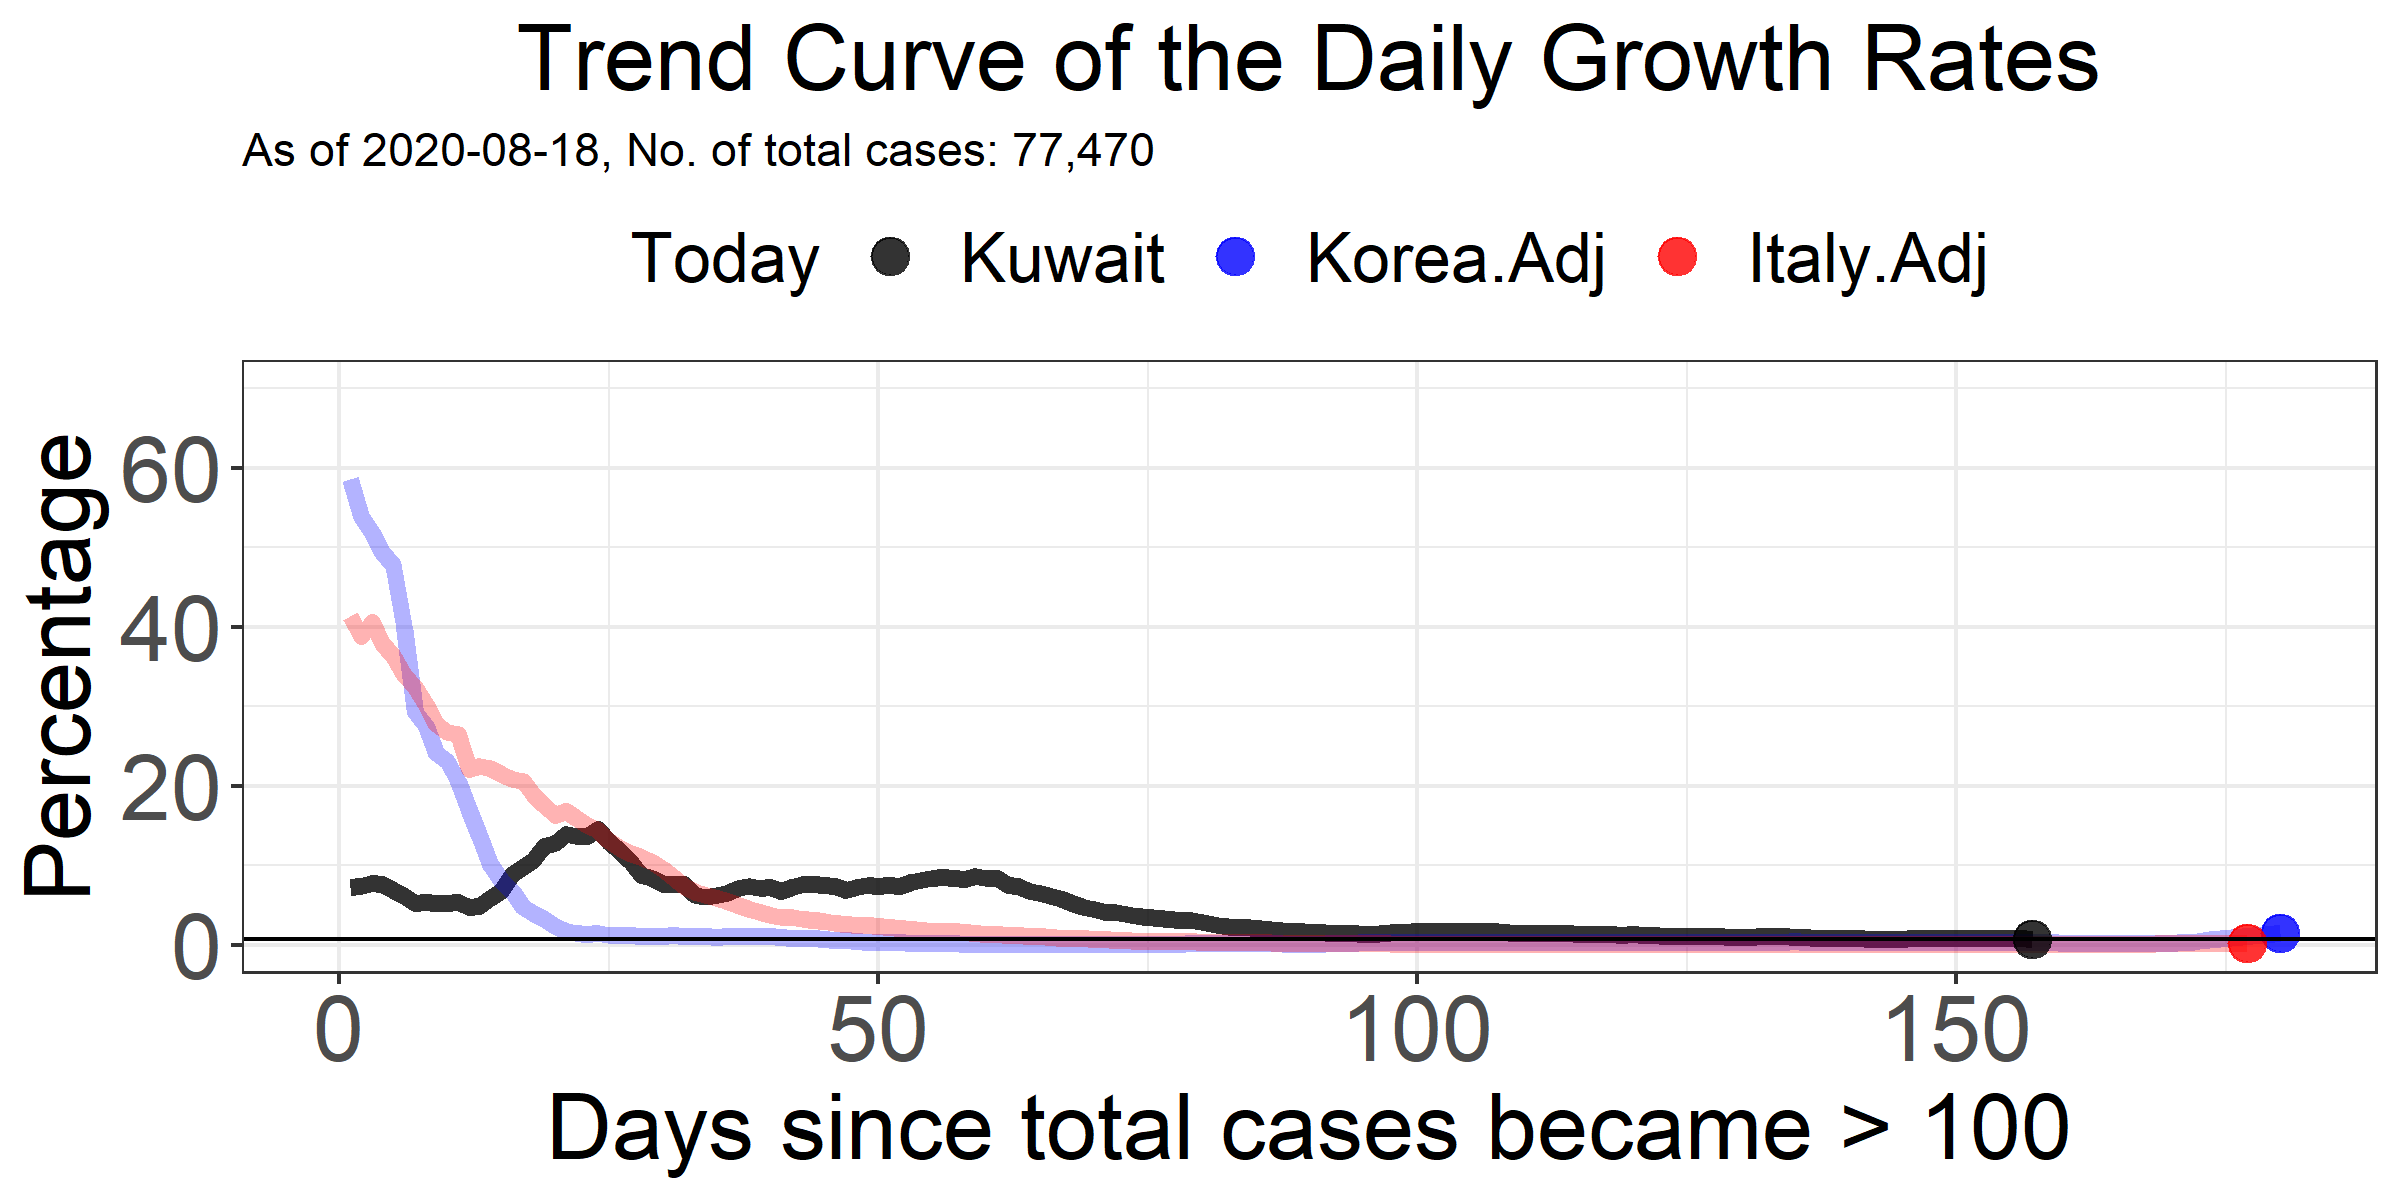 Trend Curve of the Daily Growth Rates
As of 2020-08-18, No. of total cases: 77,470
Today Kuwait Korea.Adj Italy.Adj
Percentage
60
40
20
0
0 50 100 150
Days since total cases became > 100